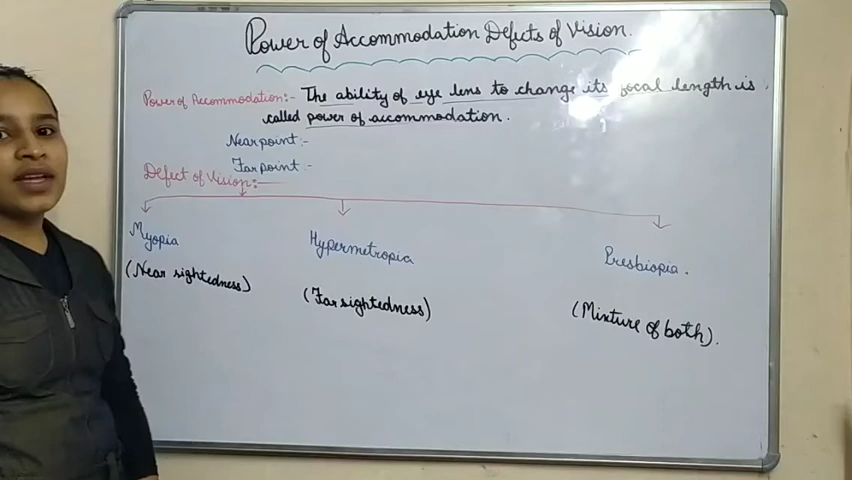 Power of Accommodation Defects of Vision.
Power of Accommodation:- The ability of eye lens to change its focal length is
called power of accommodation.
Near point :-
Far point :-
Defect of Vision:-
Myopia
(Near sightedness)
Hypermetropia
(Far sightedness)
Presbiopia.
(Mixture of both).